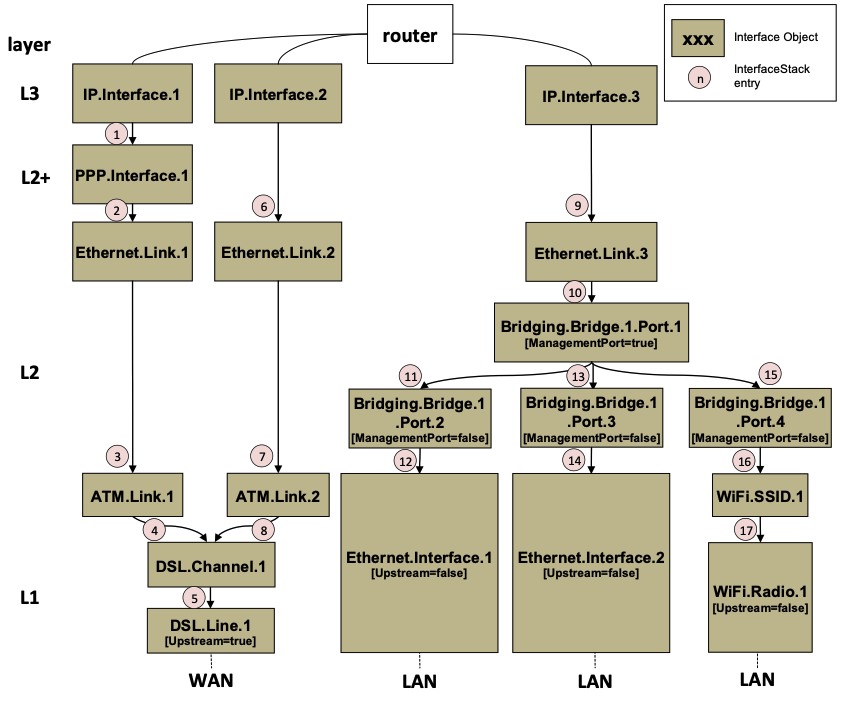 router
layer
xxx
Interface Object
n
InterfaceStack
entry
L3
IP.Interface.1
IP.Interface.2
IP.Interface.3
1
L2+
PPP.Interface.1
2
6
9
Ethernet.Link.1
Ethernet.Link.2
Ethernet.Link.3
10
Bridging.Bridge.1.Port.1
[ManagementPort=true]
L2
11
13
15
Bridging.Bridge.1
.Port.2
[ManagementPort=false]
Bridging.Bridge.1
.Port.3
[ManagementPort=false]
Bridging.Bridge.1
.Port.4
[ManagementPort=false]
3
7
12
14
16
ATM.Link.1
ATM.Link.2
WiFi.SSID.1
4
8
17
DSL.Channel.1
Ethernet.Interface.1
[Upstream=false]
Ethernet.Interface.2
[Upstream=false]
L1
5
WiFi.Radio.1
[Upstream=false]
DSL.Line.1
[Upstream=true]
WAN
LAN
LAN
LAN